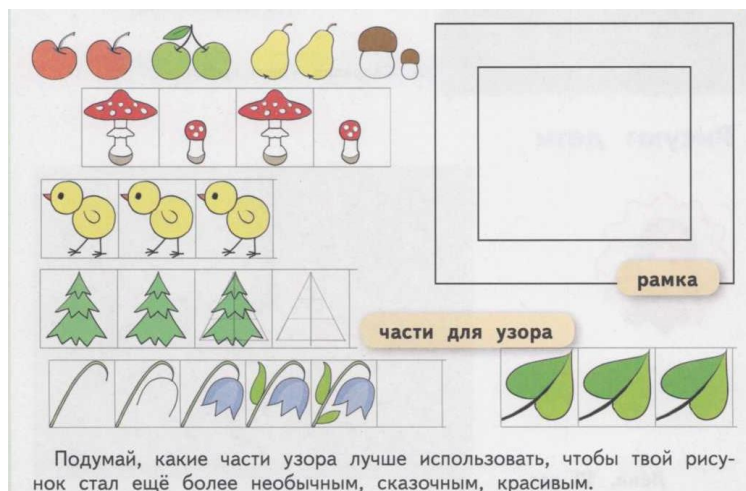 рамка
части для узора
Подумай, какие части узора лучше использовать, чтобы твой рису-
нок стал ещё более необычным, сказочным, красивым.